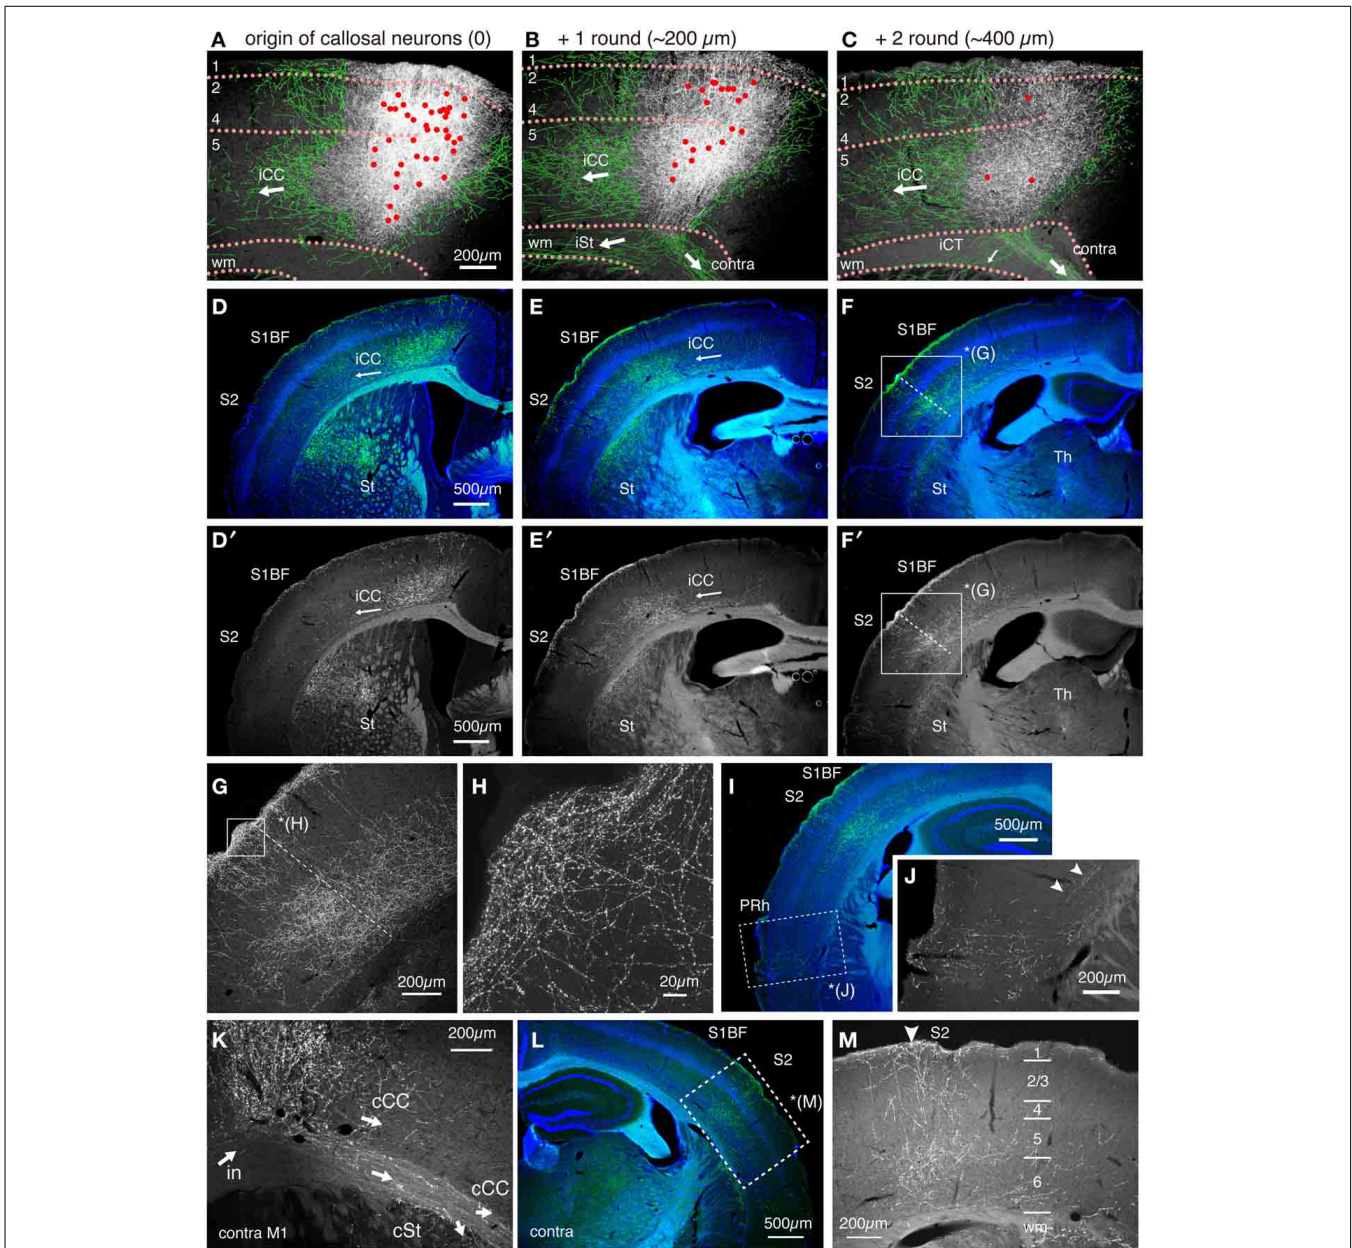 A origin of callosal neurons (0)
B + 1 round (~200 µm)
C + 2 round (~400 µm)
1
2
4
5
iCC
wm
200µm
1
2
4
5
iCC
wm
iSt
contra
1
2
4
5
iCC
iCT
wm
contra
D
S1BF
iCC
S2
St
500µm
E
S1BF
iCC
S2
St
F
S1BF
*(G)
S2
Th
St
D′
S1BF
iCC
S2
St
500µm
E′
S1BF
iCC
S2
St
F′
S1BF
*(G)
S2
Th
St
G
*(H)
200µm
H
20µm
I
S1BF
S2
500µm
PRh
*(J)
J
200µm
K
200µm
cCC
in
cCC
cSt
contra M1
L
S1BF
S2
*(M)
contra
500µm
M
S2
1
2/3
4
5
6
200µm
wm